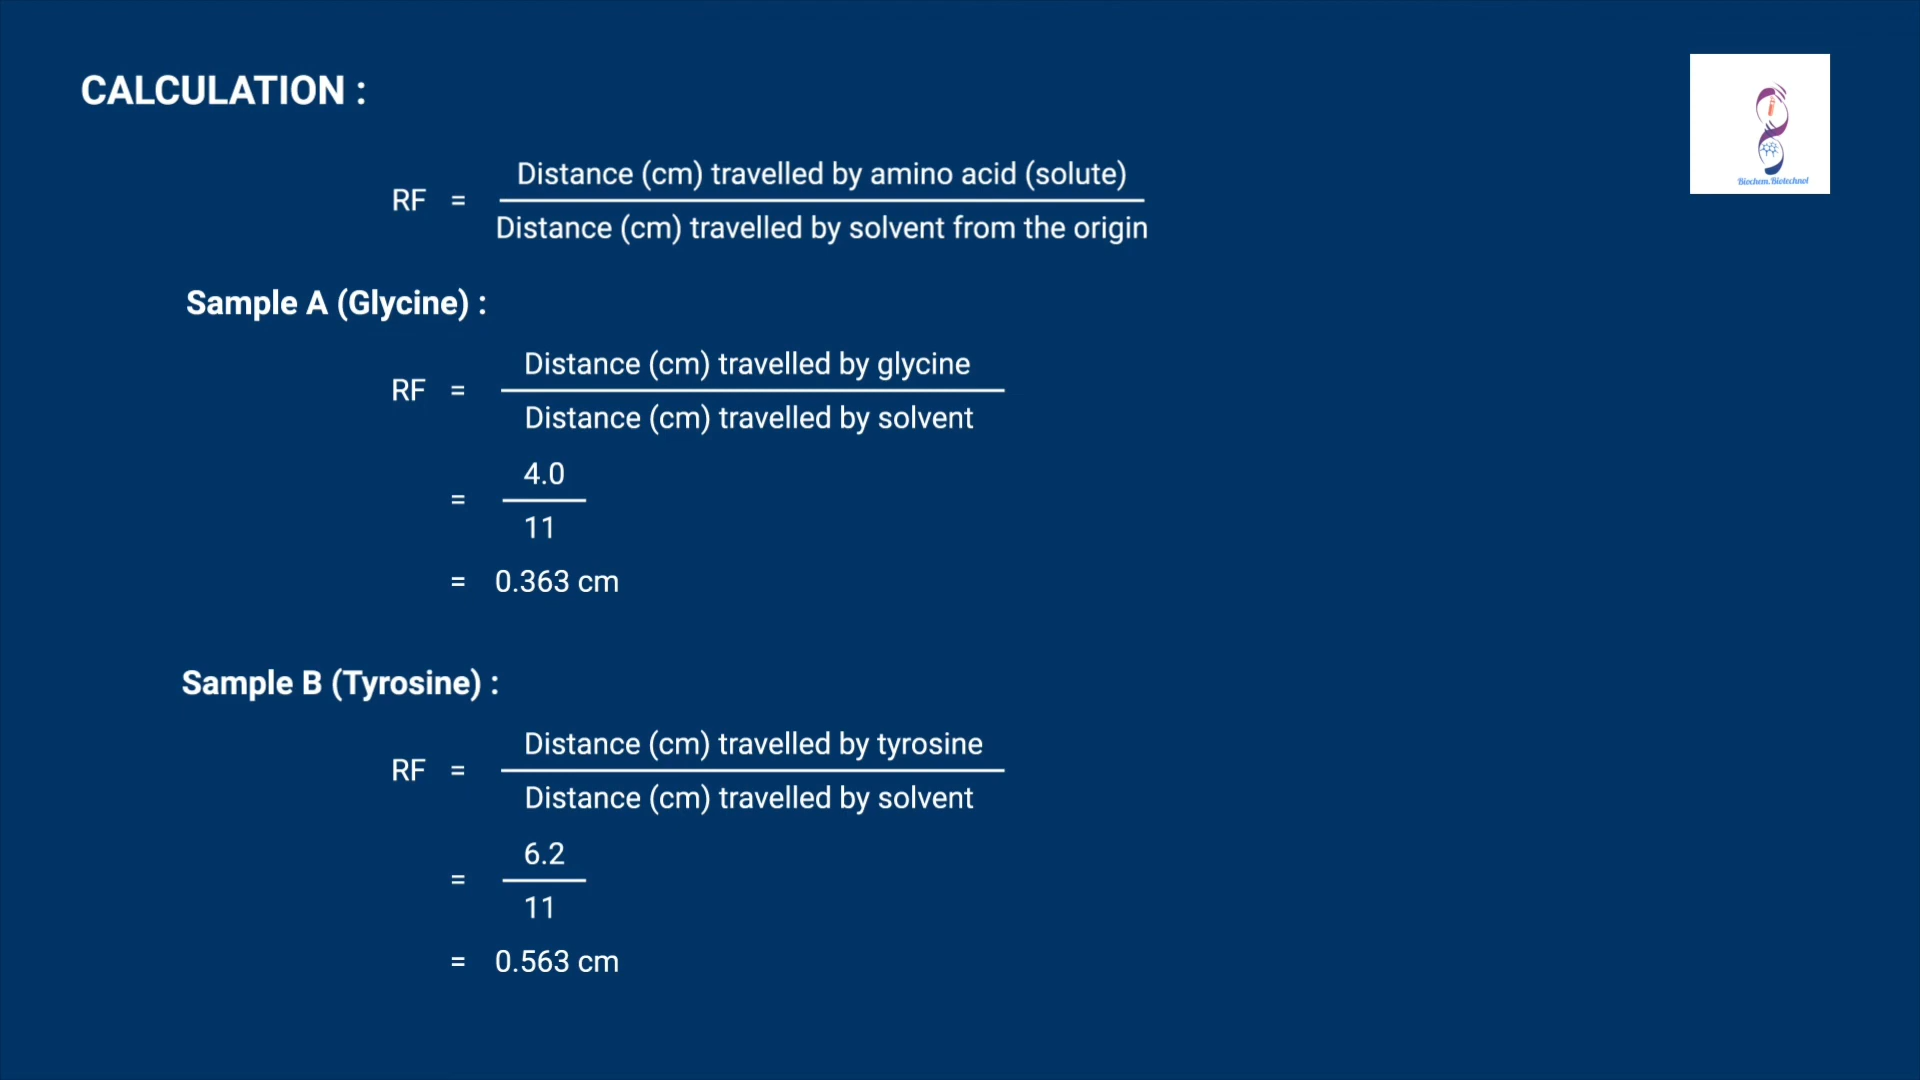 CALCULATION :
Biochem.Biotechnol
RF = Distance (cm) travelled by amino acid (solute)
Distance (cm) travelled by solvent from the origin
Sample A (Glycine) :
RF = Distance (cm) travelled by glycine
Distance (cm) travelled by solvent
= 4.0
11
= 0.363 cm
Sample B (Tyrosine) :
RF = Distance (cm) travelled by tyrosine
Distance (cm) travelled by solvent
= 6.2
11
= 0.563 cm